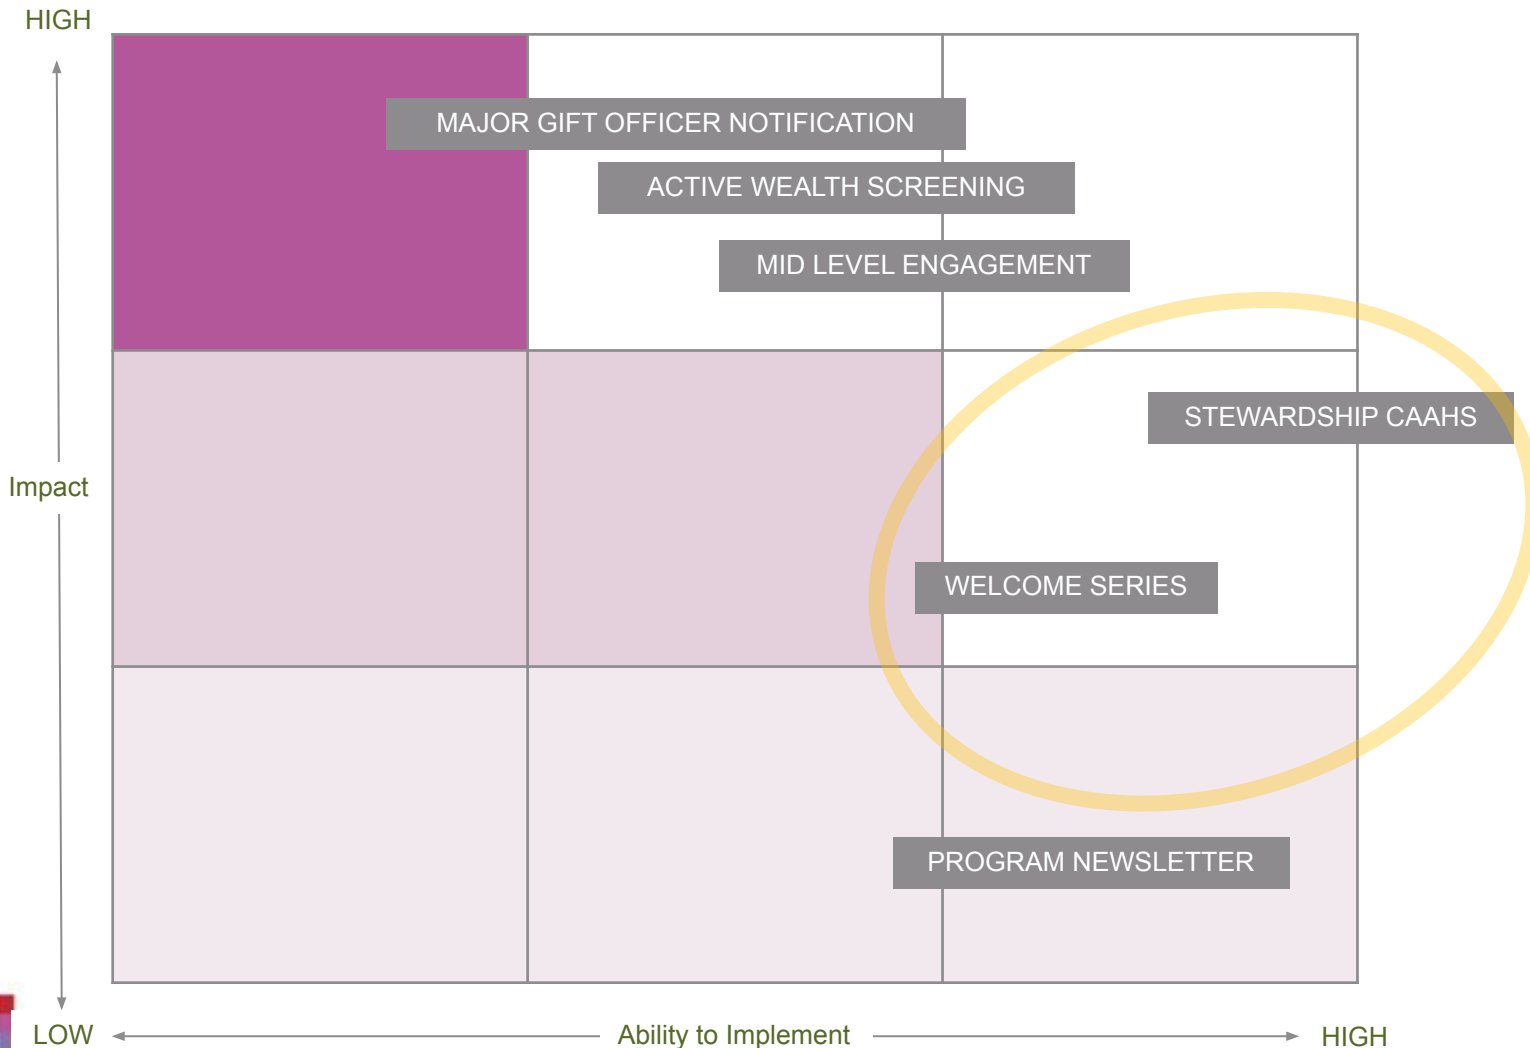 HIGH
MAJOR GIFT OFFICER NOTIFICATION
ACTIVE WEALTH SCREENING
MID LEVEL ENGAGEMENT
STEWARDSHIP CAAHS
Impact
WELCOME SERIES
PROGRAM NEWSLETTER
LOW
Ability to Implement
HIGH